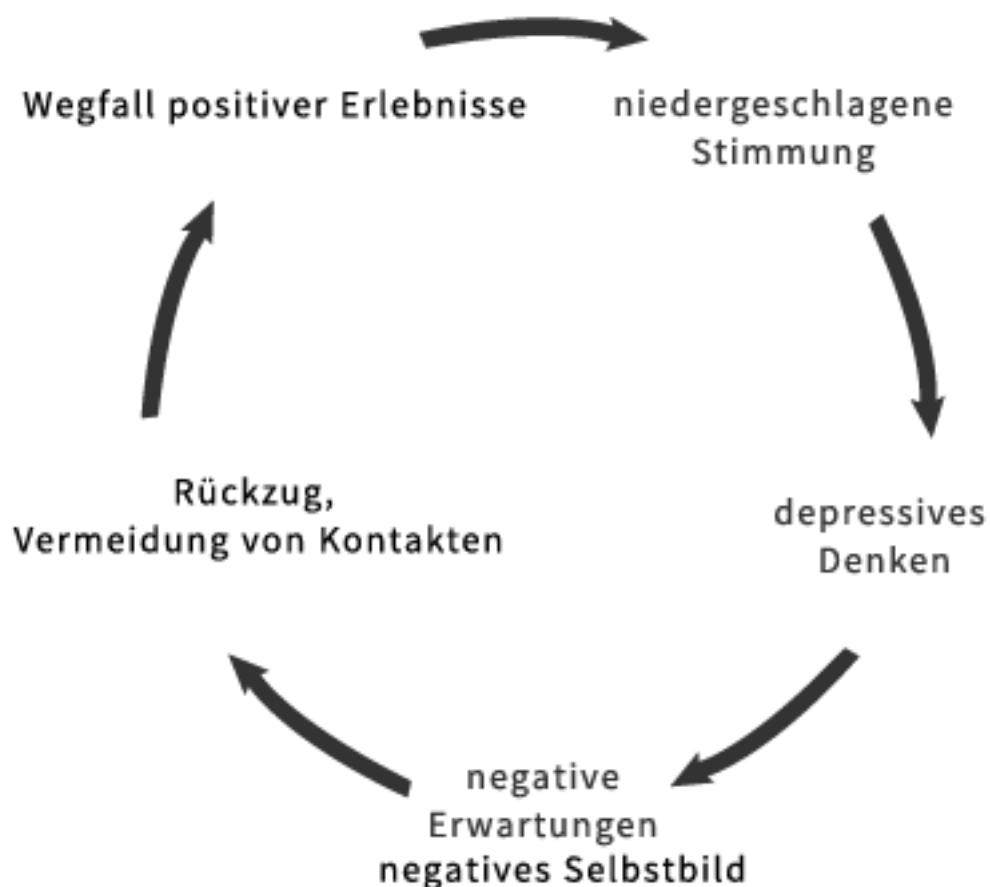 Wegfall positiver Erlebnisse
niedergeschlagene
Stimmung
depressives
Denken
negative
Erwartungen
negatives Selbstbild
Rückzug,
Vermeidung von Kontakten